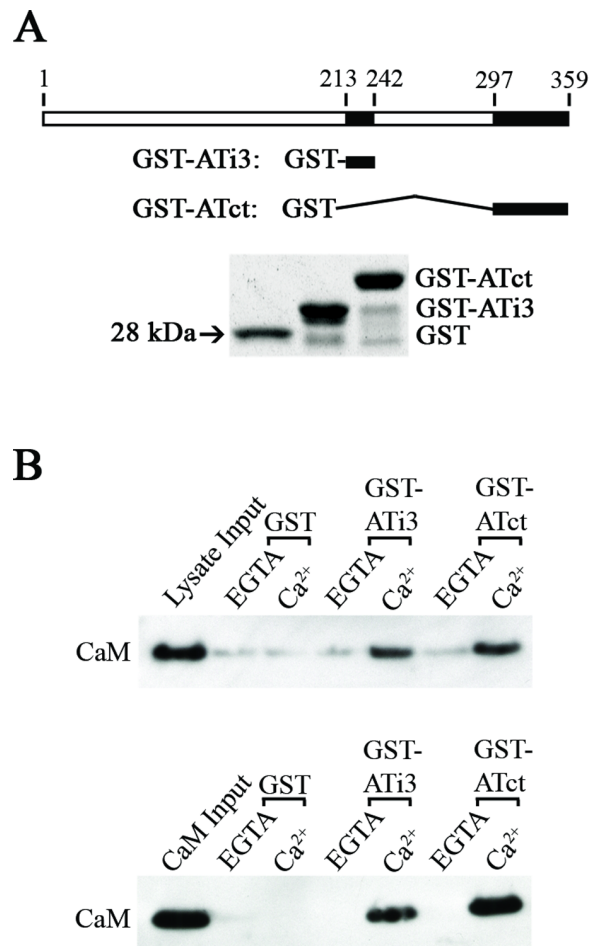 A
1 213 242 297 359
GST-ATi3: GST-
GST-ATct: GST
GST-ATct
GST-ATi3
28 kDa→ GST
B
GST- GST-
Lysate Input GST ATi3 ATct
EGTA Ca²⁺ EGTA Ca²⁺ EGTA Ca²⁺
CaM
GST- GST-
CaM Input GST ATi3 ATct
EGTA Ca²⁺ EGTA Ca²⁺ EGTA Ca²⁺
CaM